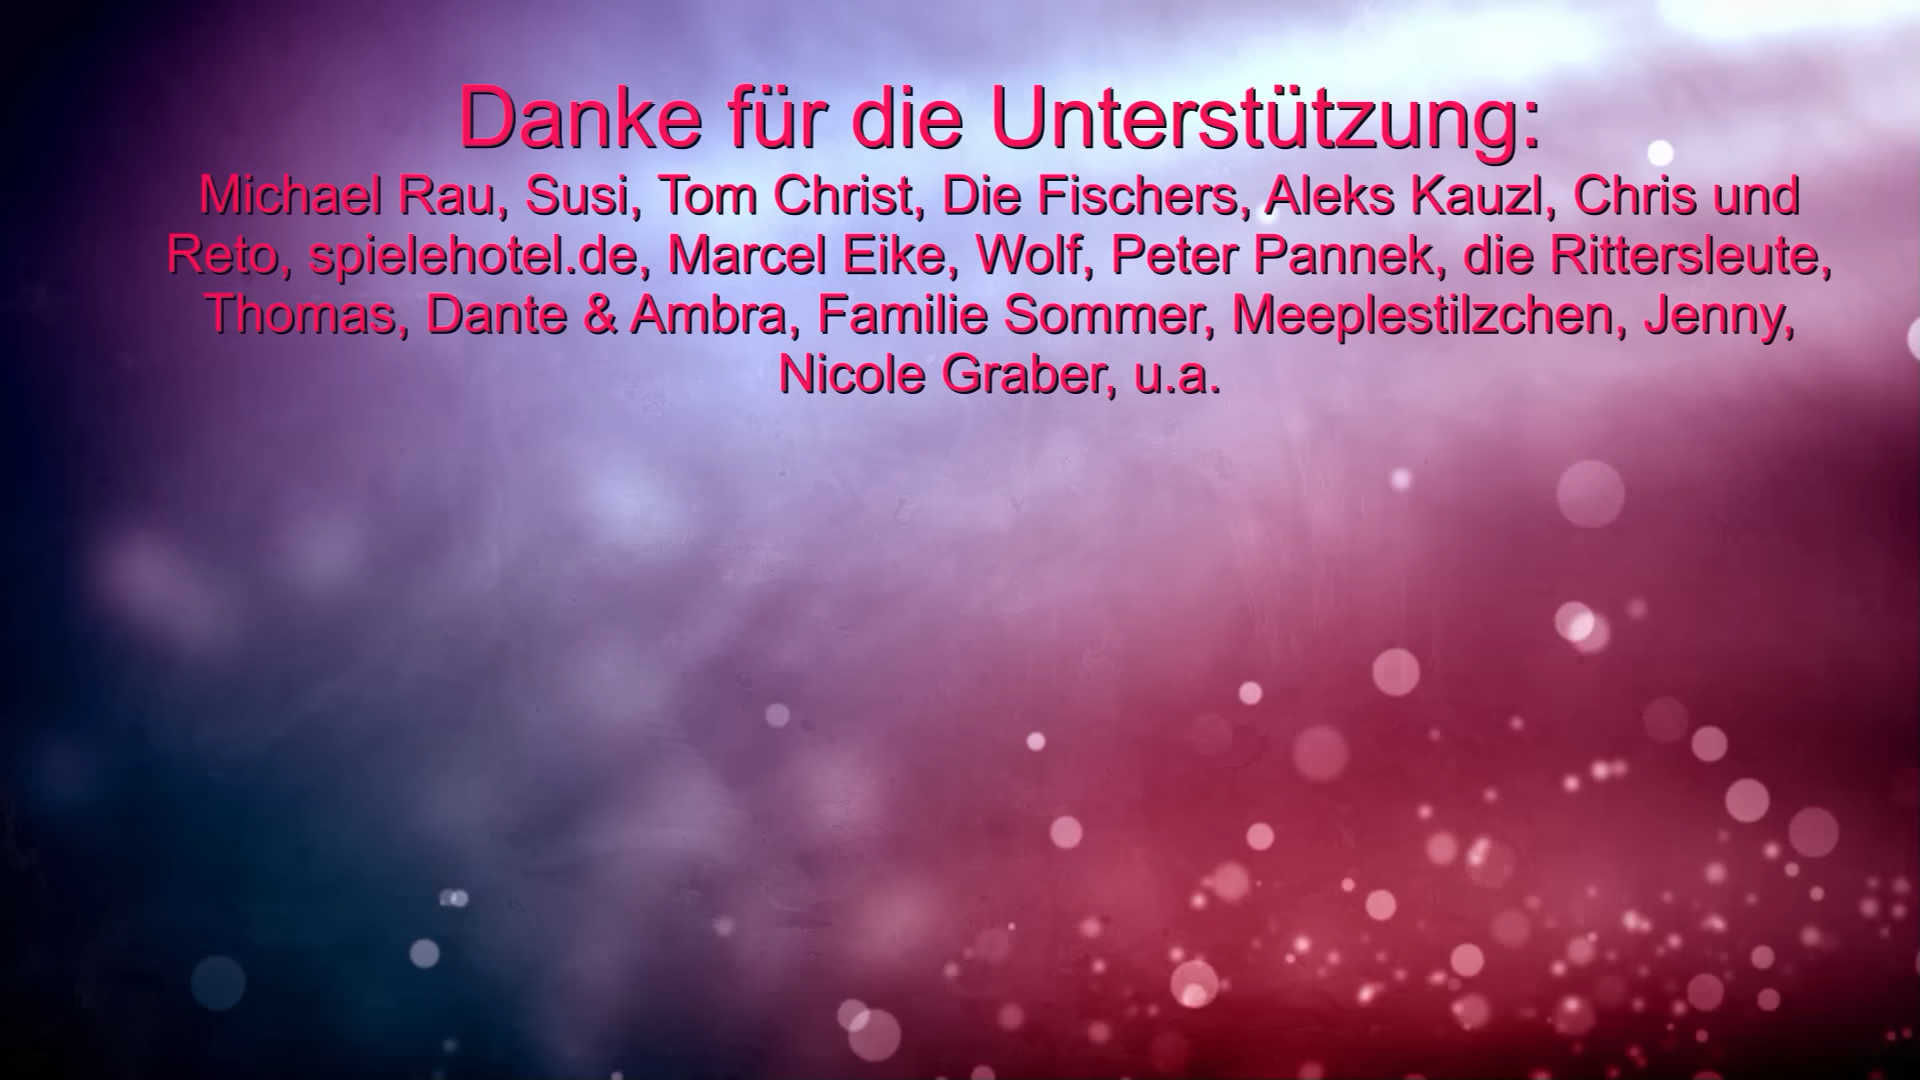 Danke für die Unterstützung:
Michael Rau, Susi, Tom Christ, Die Fischers, Aleks Kauzl, Chris und
Reto, spielehotel.de, Marcel Eike, Wolf, Peter Pannek, die Rittersleute,
Thomas, Dante & Ambra, Familie Sommer, Meeplestilzchen, Jenny,
Nicole Graber, u.a.